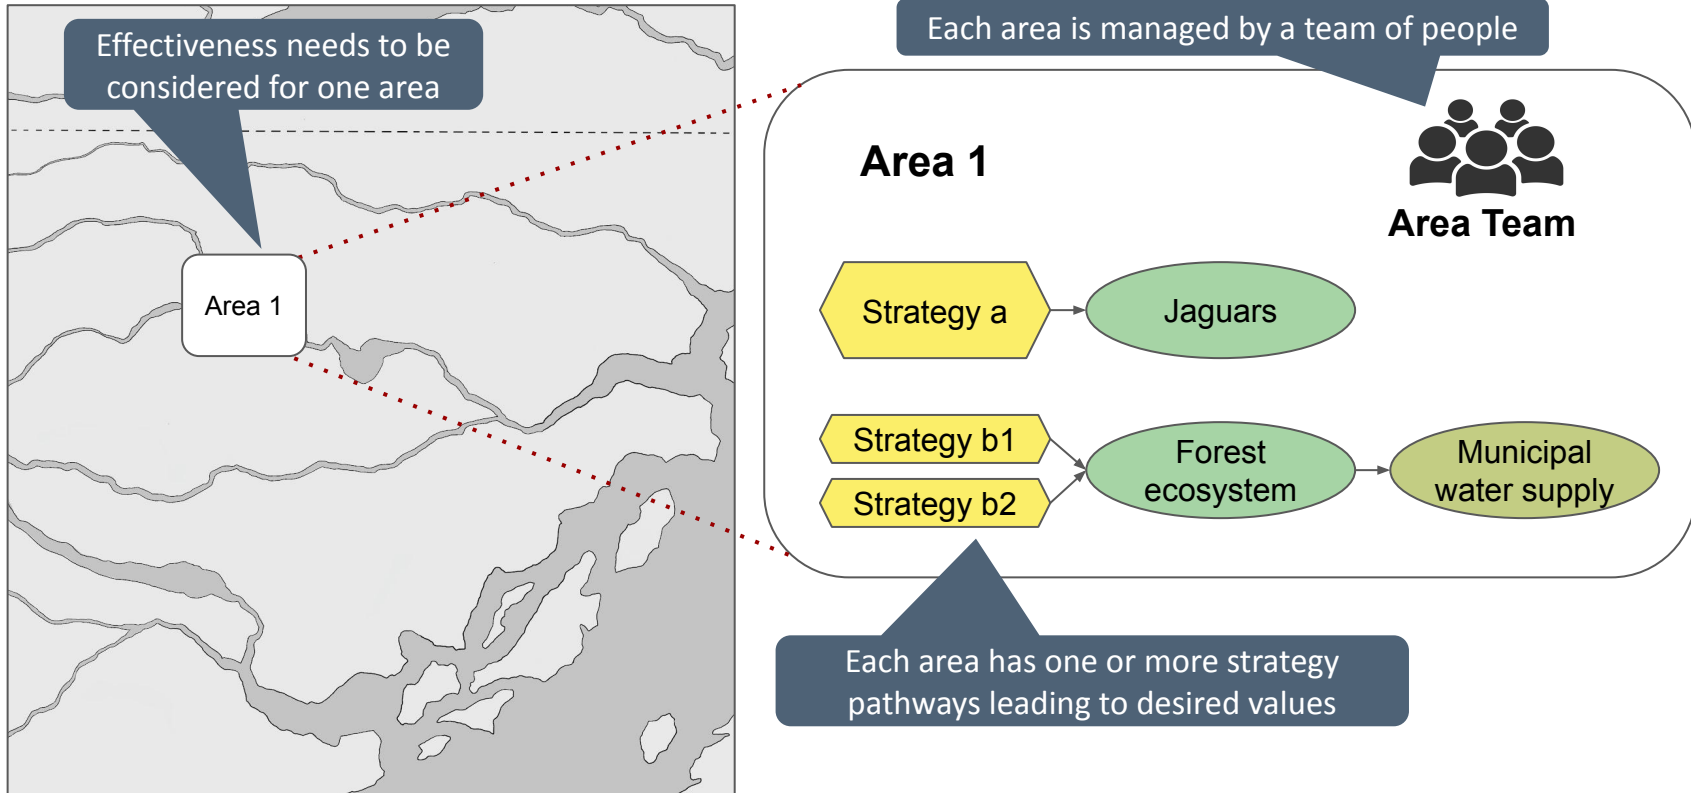 Effectiveness needs to be
considered for one area
Area 1
Each area is managed by a team of people
Area 1
Area Team
Strategy a
Jaguars
Strategy b1
Strategy b2
Forest
ecosystem
Municipal
water supply
Each area has one or more strategy
pathways leading to desired values